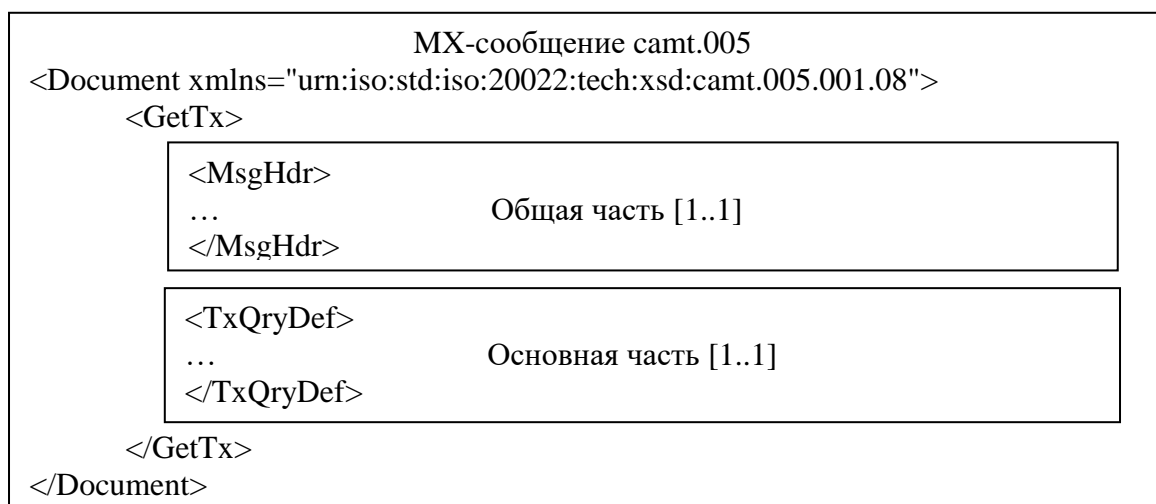 МХ-сообщение camt.005
<Document xmlns="urn:iso:std:iso:20022:tech:xsd:camt.005.001.08">
<GetTx>
<MsgHdr>
… Общая часть [1..1]
</MsgHdr>
<TxQryDef>
… Основная часть [1..1]
</TxQryDef>
</GetTx>
</Document>